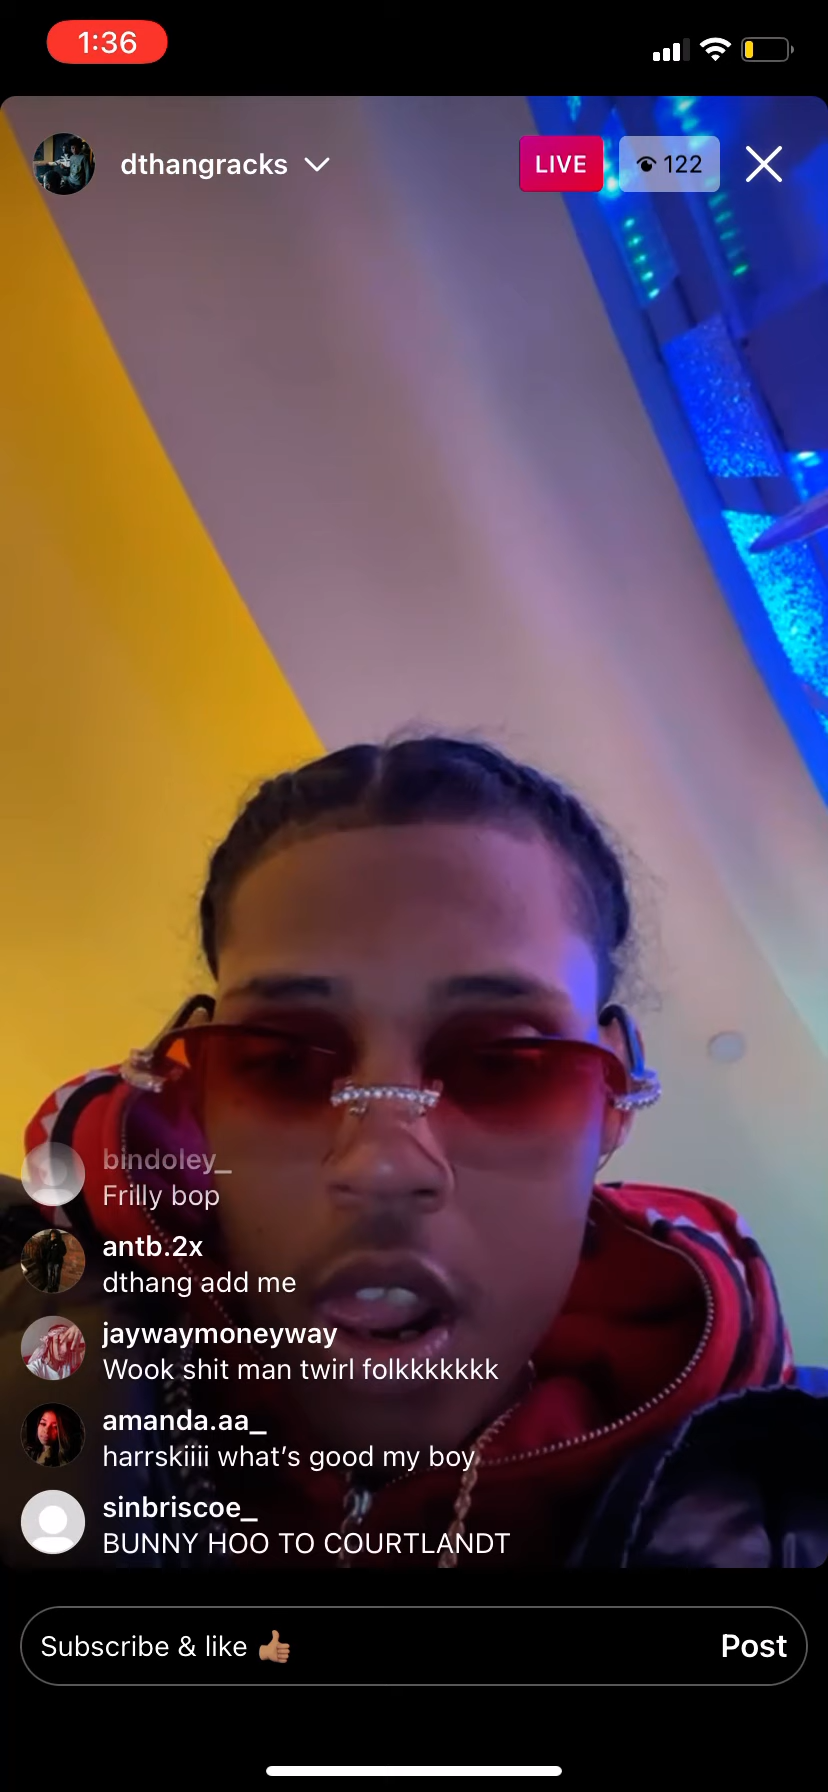 1:36
dthangracks
LIVE
122
bindoley_
Frilly bop
antb.2x
dthang add me
jaywaymoneyway
Wook shit man twirl folkkkkkkk
amanda.aa_
harrskiiii what's good my boy
sinbriscoe_
BUNNY HOO TO COURTLANDT
Subscribe & like 👍🏽
Post